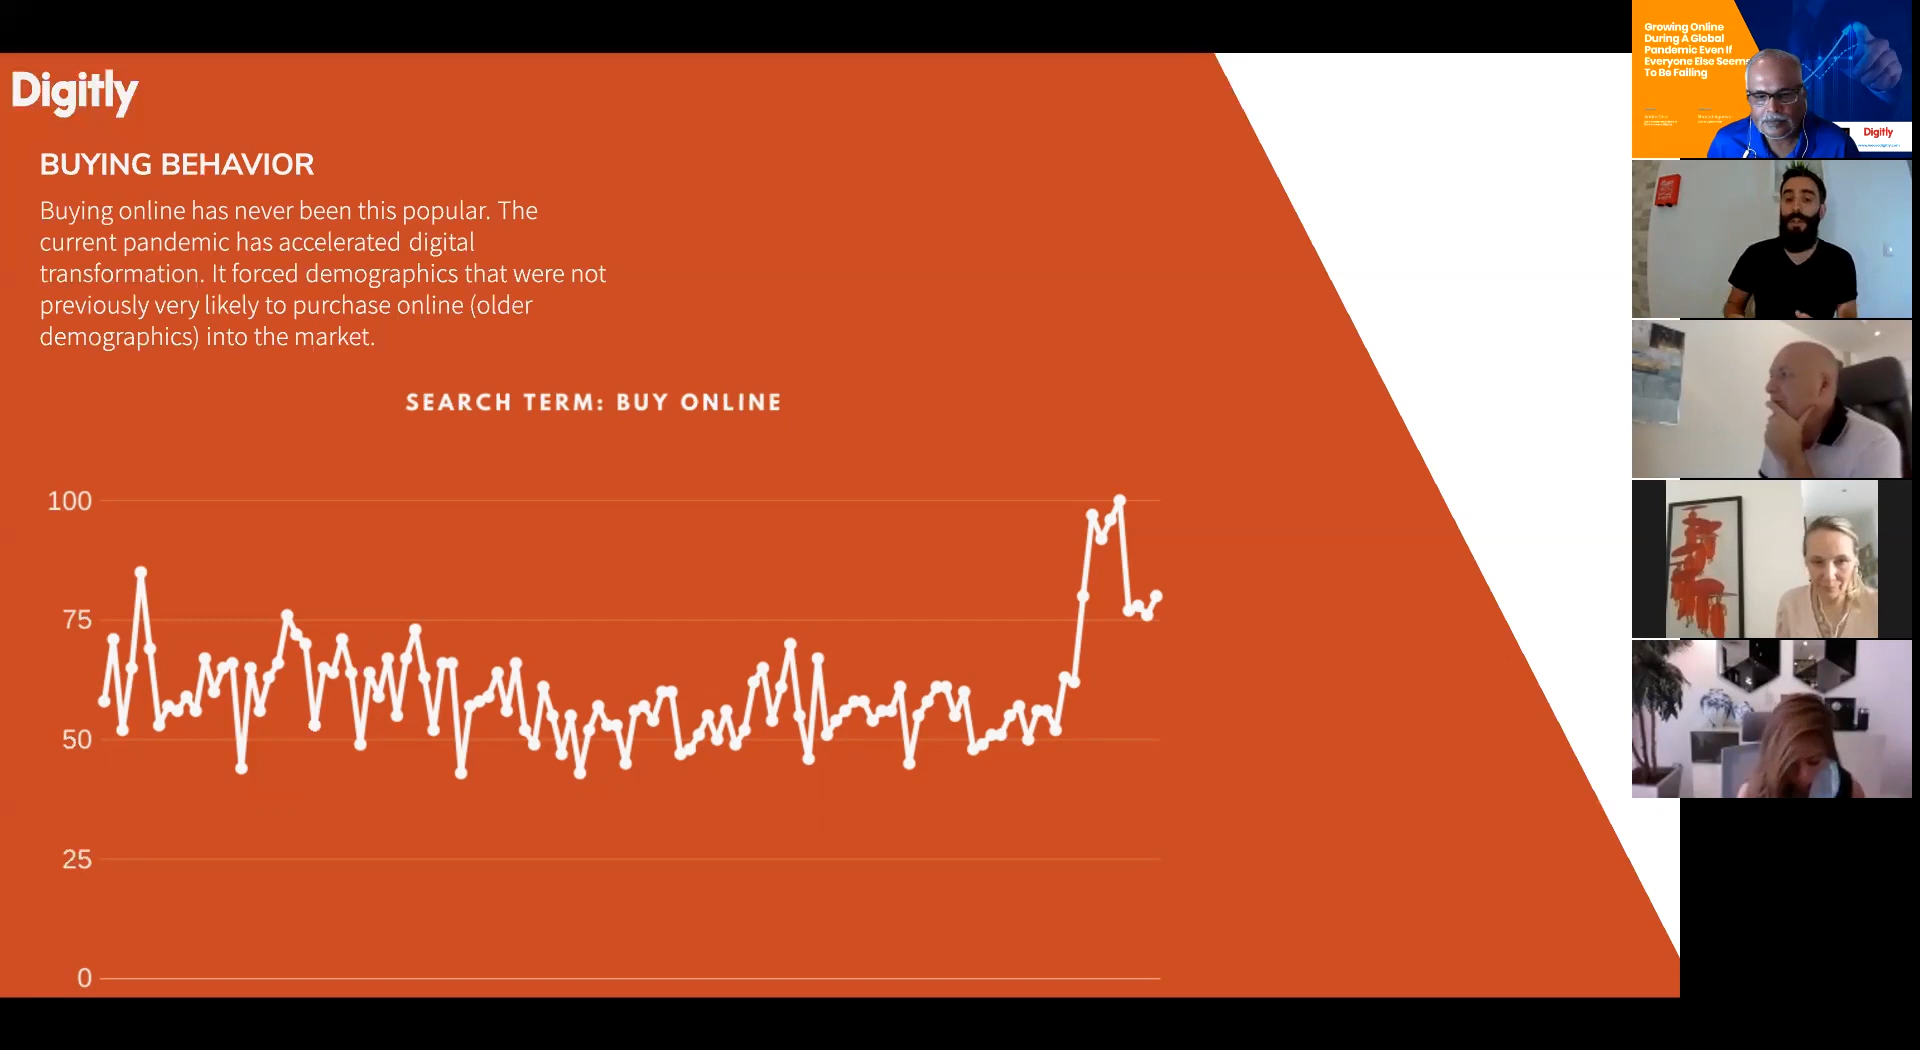 Digitly
BUYING BEHAVIOR
Buying online has never been this popular. The
current pandemic has accelerated digital
transformation. It forced demographics that were not
previously very likely to purchase online (older
demographics) into the market.
SEARCH TERM: BUY ONLINE
100
75
50
25
0
Growing Online
During A Global
Pandemic Even If
Everyone Else Seems
To Be Failing
Digitly